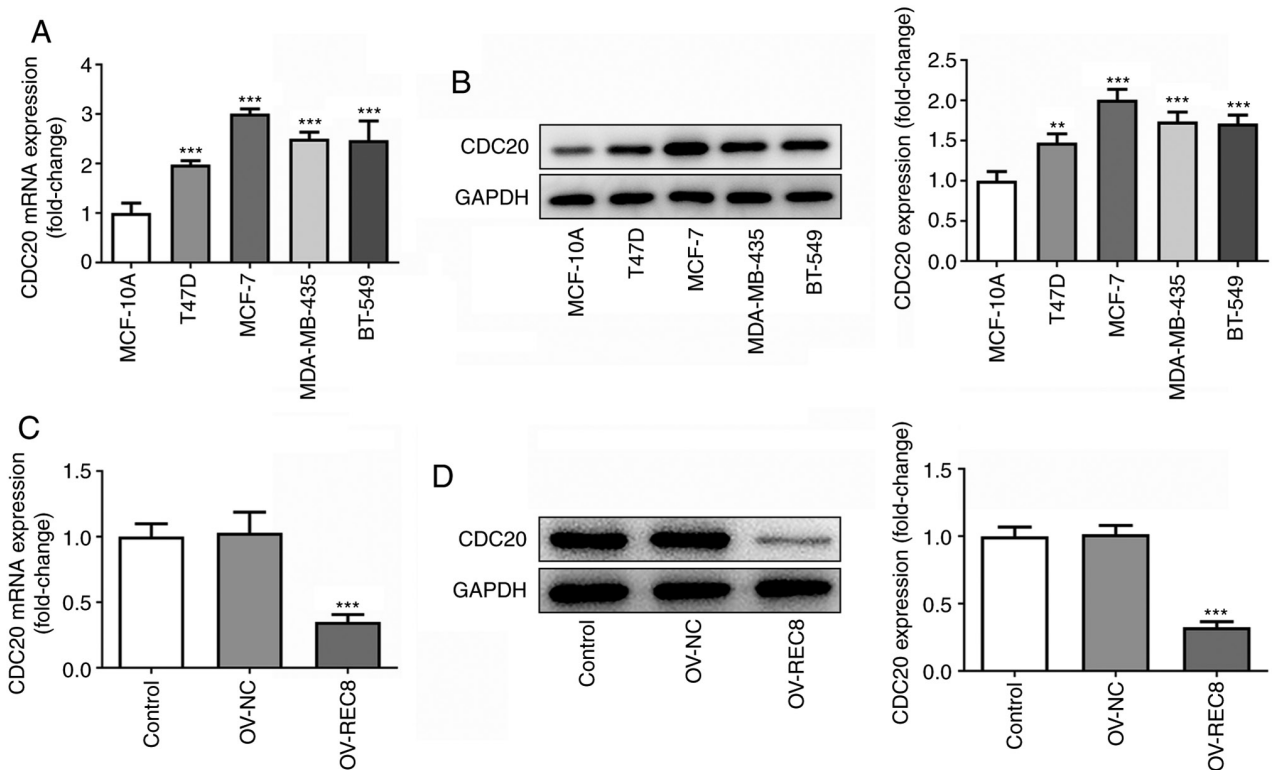 A
CDC20 mRNA expression
(fold-change)
4
3
2
1
0
***
***
***
***
MCF-10A
T47D
MCF-7
MDA-MB-435
BT-549
B
CDC20
GAPDH
MCF-10A
T47D
MCF-7
MDA-MB-435
BT-549
CDC20 expression (fold-change)
2.5
2.0
1.5
1.0
0.5
0.0
**
***
***
***
MCF-10A
T47D
MCF-7
MDA-MB-435
BT-549
C
CDC20 mRNA expression
(fold-change)
1.5
1.0
0.5
0.0
***
Control
OV-NC
OV-REC8
D
CDC20
GAPDH
Control
OV-NC
OV-REC8
CDC20 expression (fold-change)
1.5
1.0
0.5
0.0
***
Control
OV-NC
OV-REC8